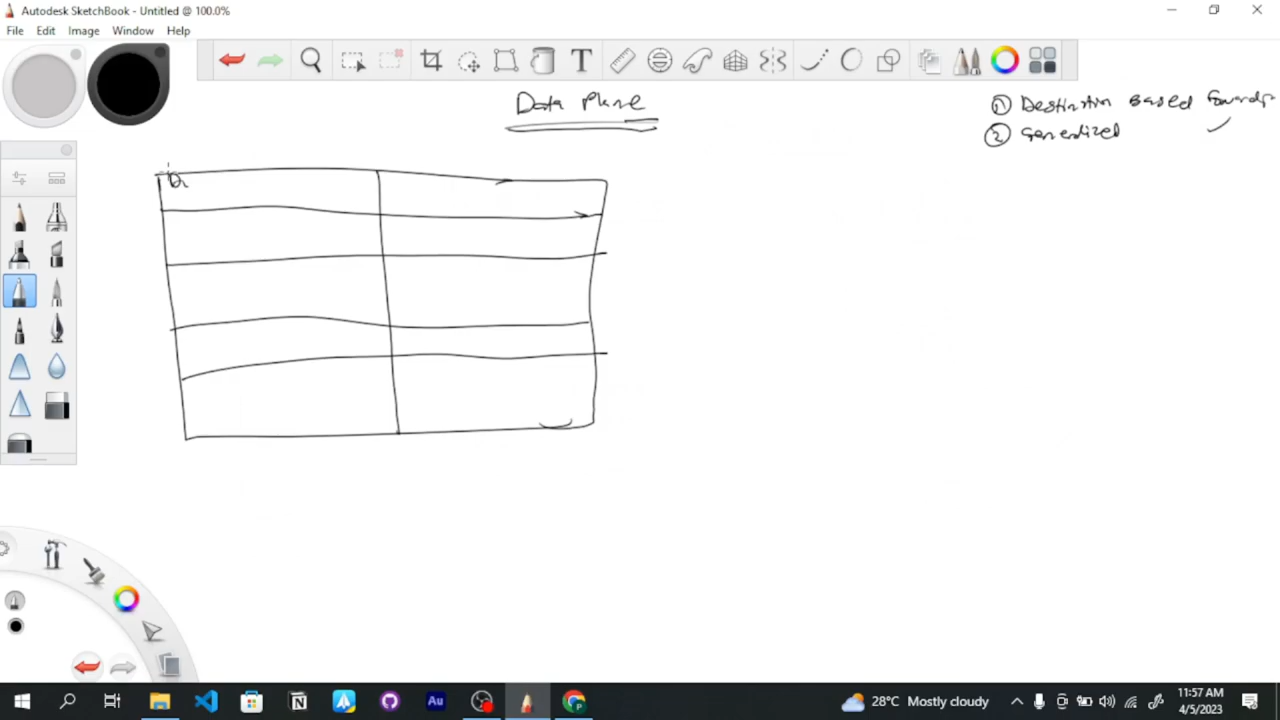 Autodesk SketchBook - Untitled @ 100.0%
File Edit Image Window Help
Data Plane
① Destination Based
② Generalized
28°C Mostly cloudy
11:57 AM
4/5/2023